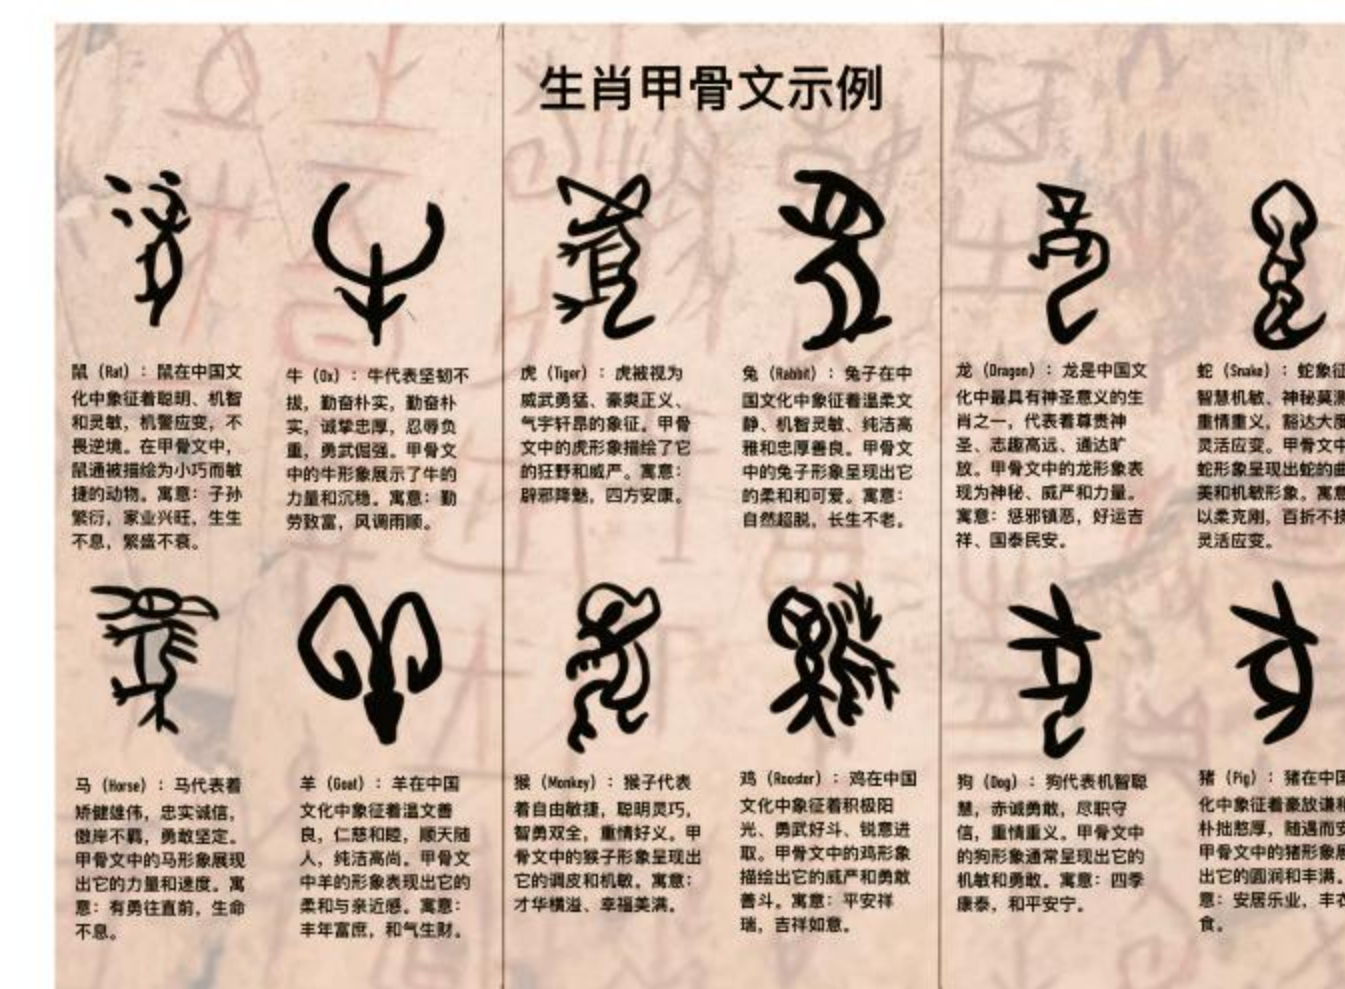 生肖甲骨文示例
鼠（Rat）：鼠在中国文
化中象征着聪明、机智
和灵敏，机警应变，不
畏逆境。在甲骨文中，
鼠通被描绘为小巧而敏
捷的动物。寓意：子孙
繁衍，家业兴旺，生生
不息，繁盛不衰。
牛（Ox）：牛代表坚韧不
拔，勤奋朴实，勤奋朴
实，诚挚忠厚，忍辱负
重，勇武倔强。甲骨文
中的牛形象展示了牛的
力量和沉稳。寓意：勤
劳致富，风调雨顺。
虎（Tiger）：虎被视为
威武勇猛、豪爽正义、
气宇轩昂的象征。甲骨
文中的虎形象描绘了它
的狂野和威严。寓意：
辟邪降魅，四方安康。
兔（Rabbit）：兔子在中
国文化中象征着温柔文
静、机智灵敏、纯洁高
雅和忠厚善良。甲骨文
中的兔子形象呈现出它
的柔和和可爱。寓意：
自然超脱，长生不老。
龙（Dragon）：龙是中国文
化中最具有神圣意义的生
肖之一，代表着尊贵神
圣、志趣高远、通达旷
放。甲骨文中的龙形象表
现为神秘、威严和力量。
寓意：惩邪镇恶，好运吉
祥、国泰民安。
蛇（Snake）：蛇象征
智慧机敏、神秘莫测
重情重义，豁达大度
灵活应变。甲骨文中
蛇形象呈现出蛇的曲
美和机敏形象。寓意
以柔克刚，百折不挠
灵活应变。
马（Horse）：马代表着
矫健雄伟，忠实诚信，
傲岸不羁，勇敢坚定。
甲骨文中的马形象展现
出它的力量和速度。寓
意：有勇往直前，生命
不息。
羊（Goat）：羊在中国
文化中象征着温文善
良，仁慈和睦，顺天随
人，纯洁高尚。甲骨文
中羊的形象表现出它的
柔和与亲近感。寓意：
丰年富庶，和气生财。
猴（Monkey）：猴子代表
着自由敏捷，聪明灵巧，
智勇双全，重情好义。甲
骨文中的猴子形象呈现出
它的调皮和机敏。寓意：
才华横溢、幸福美满。
鸡（Rooster）：鸡在中国
文化中象征着积极阳
光、勇武好斗、锐意进
取。甲骨文中的鸡形象
描绘出它的威严和勇敢
善斗。寓意：平安祥
瑞，吉祥如意。
狗（Dog）：狗代表机智聪
慧，赤诚勇敢，尽职守
信，重情重义。甲骨文中
的狗形象通常呈现出它的
机敏和勇敢。寓意：四季
康泰，和平安宁。
猪（Pig）：猪在中国
化中象征着豪放谦和
朴拙憨厚，随遇而安
甲骨文中的猪形象展
出它的圆润和丰满。
意：安居乐业，丰衣
食。